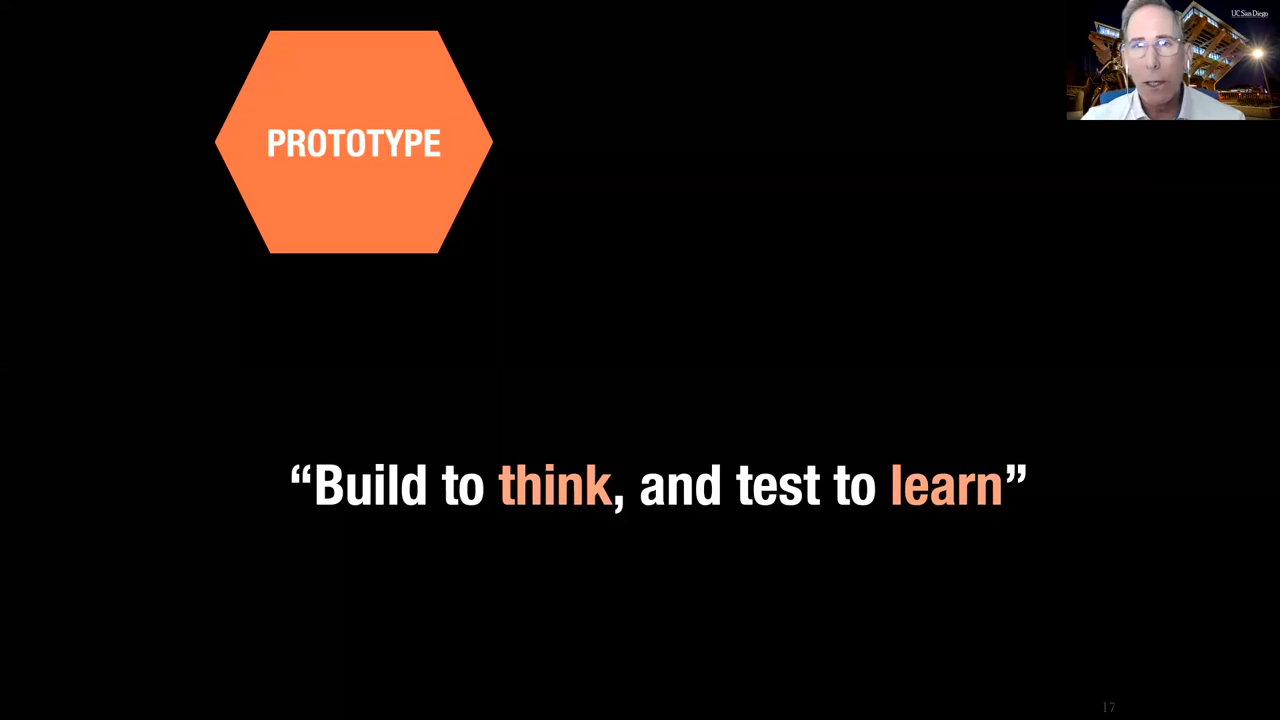 UC San Diego
PROTOTYPE
“Build to think, and test to learn”
17